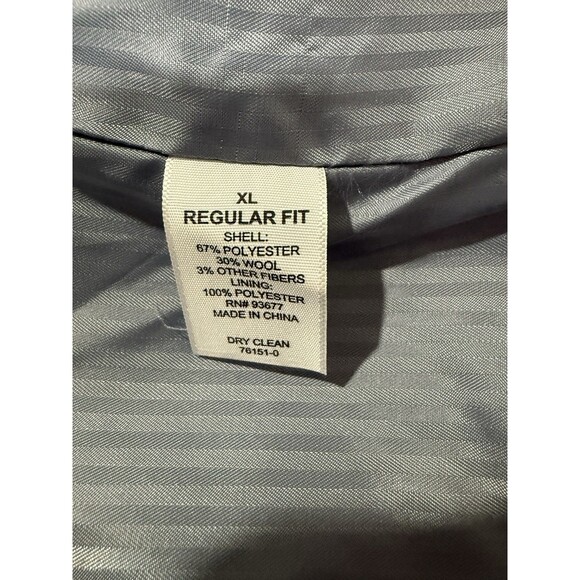 XL
REGULAR FIT
SHELL:
67% POLYESTER
30% WOOL
3% OTHER FIBERS
LINING:
100% POLYESTER
RN# 93677
MADE IN CHINA
DRY CLEAN
76151-0